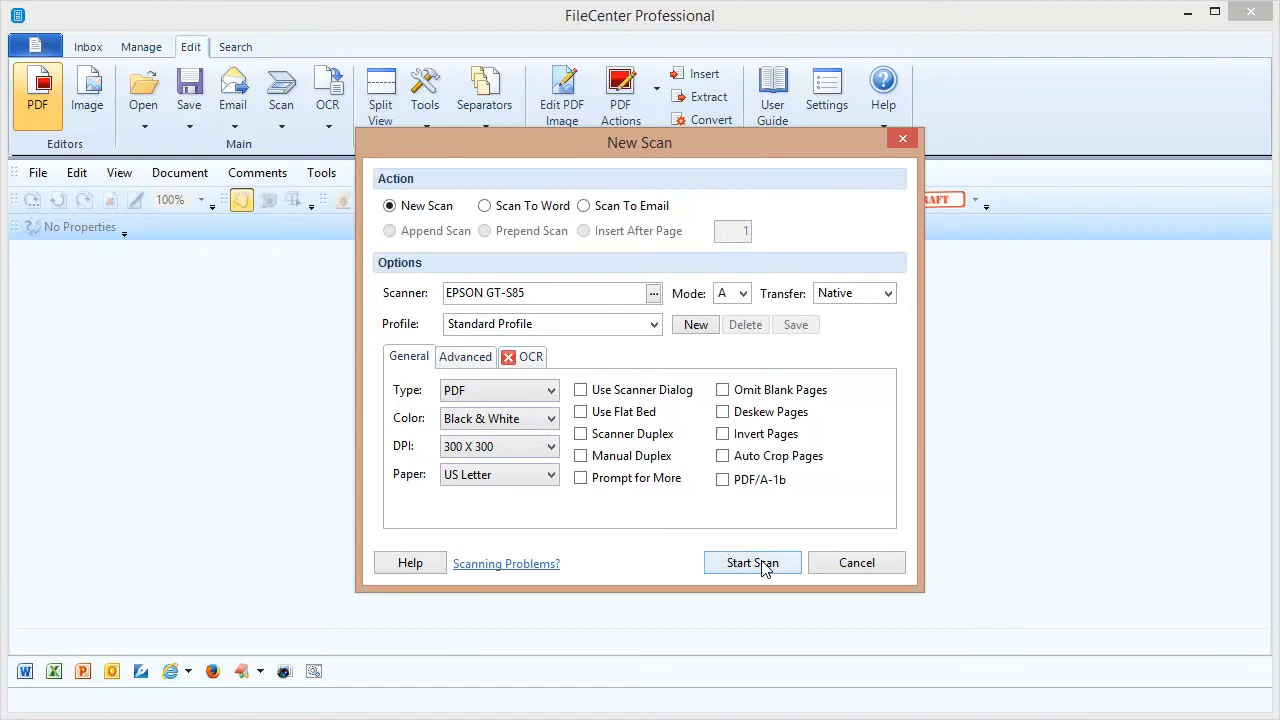 FileCenter Professional
Inbox Manage Edit Search
PDF Image Open Save Email Scan OCR Split View Tools Separators Edit PDF Image PDF Actions Insert Extract Convert User Guide Settings Help
Editors Main
New Scan
File Edit View Document Comments Tools
100%
No Properties
Action
New Scan Scan To Word Scan To Email
Append Scan Prepend Scan Insert After Page 1
Options
Scanner: EPSON GT-S85 ... Mode: A Transfer: Native
Profile: Standard Profile New Delete Save
General Advanced OCR
Type: PDF Use Scanner Dialog Omit Blank Pages
Color: Black & White Use Flat Bed Deskew Pages
Scanner Duplex Invert Pages
DPI: 300 X 300 Manual Duplex Auto Crop Pages
Paper: US Letter Prompt for More PDF/A-1b
Help Scanning Problems? Start Scan Cancel